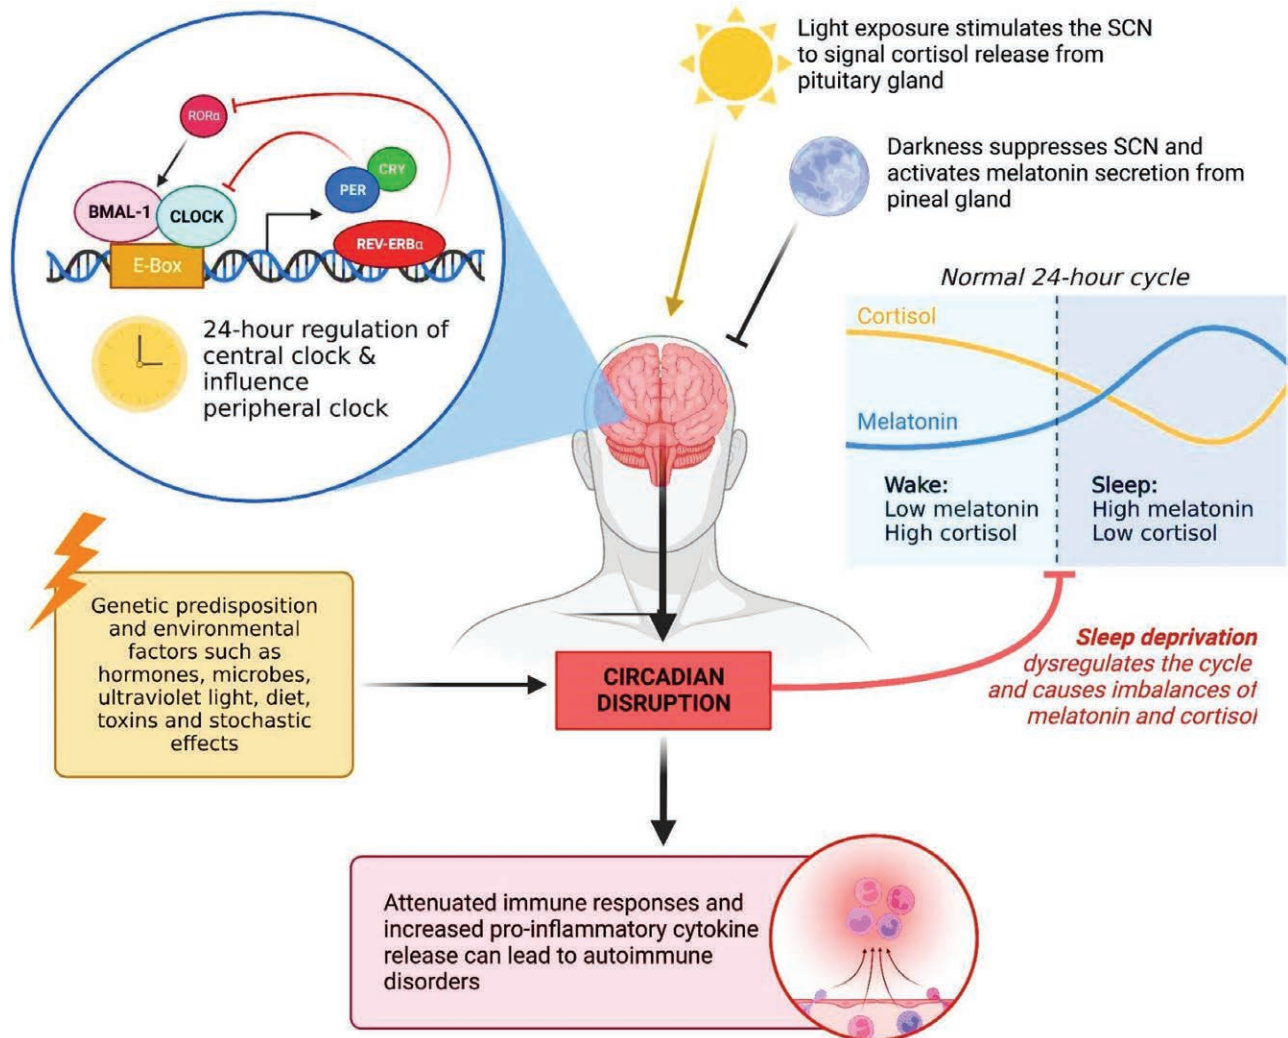 Light exposure stimulates the SCN
to signal cortisol release from
pituitary gland
Darkness suppresses SCN and
activates melatonin secretion from
pineal gland
RORα
CRY
PER
BMAL-1
CLOCK
REV-ERBα
E-Box
24-hour regulation of
central clock &
influence
peripheral clock
Normal 24-hour cycle
Cortisol
Melatonin
Wake:
Low melatonin
High cortisol
Sleep:
High melatonin
Low cortisol
Genetic predisposition
and environmental
factors such as
hormones, microbes,
ultraviolet light, diet,
toxins and stochastic
effects
CIRCADIAN
DISRUPTION
Sleep deprivation
dysregulates the cycle
and causes imbalances of
melatonin and cortisol
Attenuated immune responses and
increased pro-inflammatory cytokine
release can lead to autoimmune
disorders